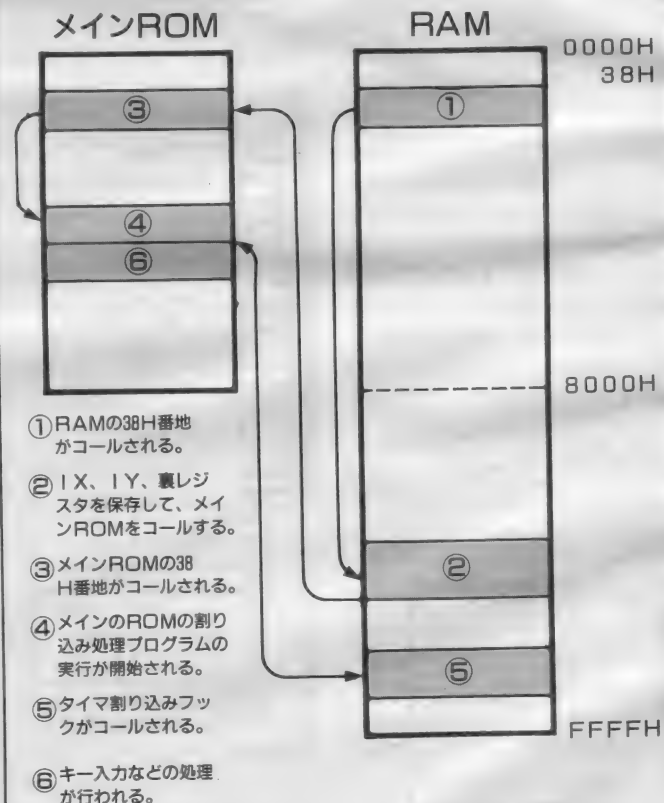 メインROM
RAM
0000H
38H
③
①
④
⑥
8000H
②
⑤
FFFFH
①RAMの38H番地
がコールされる。
②IX、IY、裏レジ
スタを保存して、メイ
ンROMをコールする。
③メインROMの38
H番地がコールされる。
④メインのROMの割り
込み処理プログラムの
実行が開始される。
⑤タイマ割り込みフッ
クがコールされる。
⑥キー入力などの処理
が行われる。